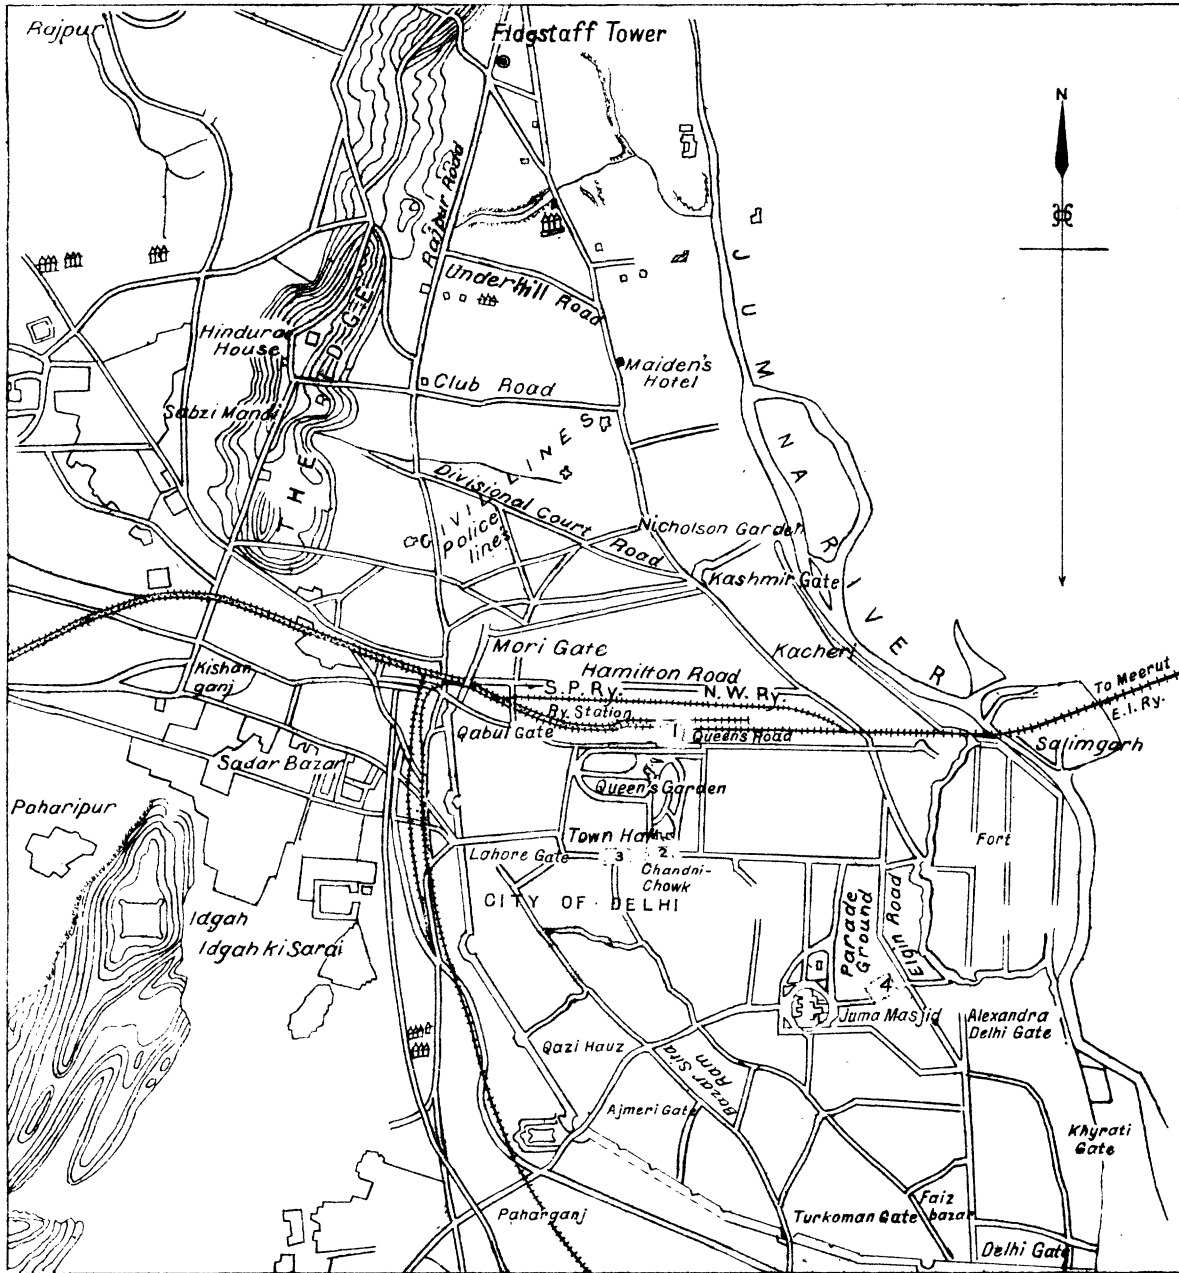 Rajpur
Flagstaff Tower
N
Rajpur Road
Underhill Road
JUMNA RIVER
THE RIDGE
Hindurao
House
Maiden's
Hotel
Club Road
Sabzi Mandi
CIVIL LINES
Police
lines
Divisional Court Road
Nicholson Garden
Kashmir Gate
Mori Gate
Kacheri
Hamilton Road
Kishan
ganj
S.P. Ry.
N.W. Ry.
To Meerut
E.I. Ry.
Ry Station
1
Qabul Gate
Queen's Road
Salimgarh
Sadar Bazar
Queen's Garden
Paharipur
Town Hall
Fort
Lahore Gate
3
2
Chandni-
Chowk
CITY OF DELHI
Parade
Ground
Elgin Road
Idgah
Idgah ki Sarai
4
Juma Masjid
Alexandra
Delhi Gate
Qazi Hauz
Bazar Sita
Ram
Ajmeri Gate
Khyrati
Gate
Paharganj
Turkoman Gate
Faiz
bazar
Delhi Gate